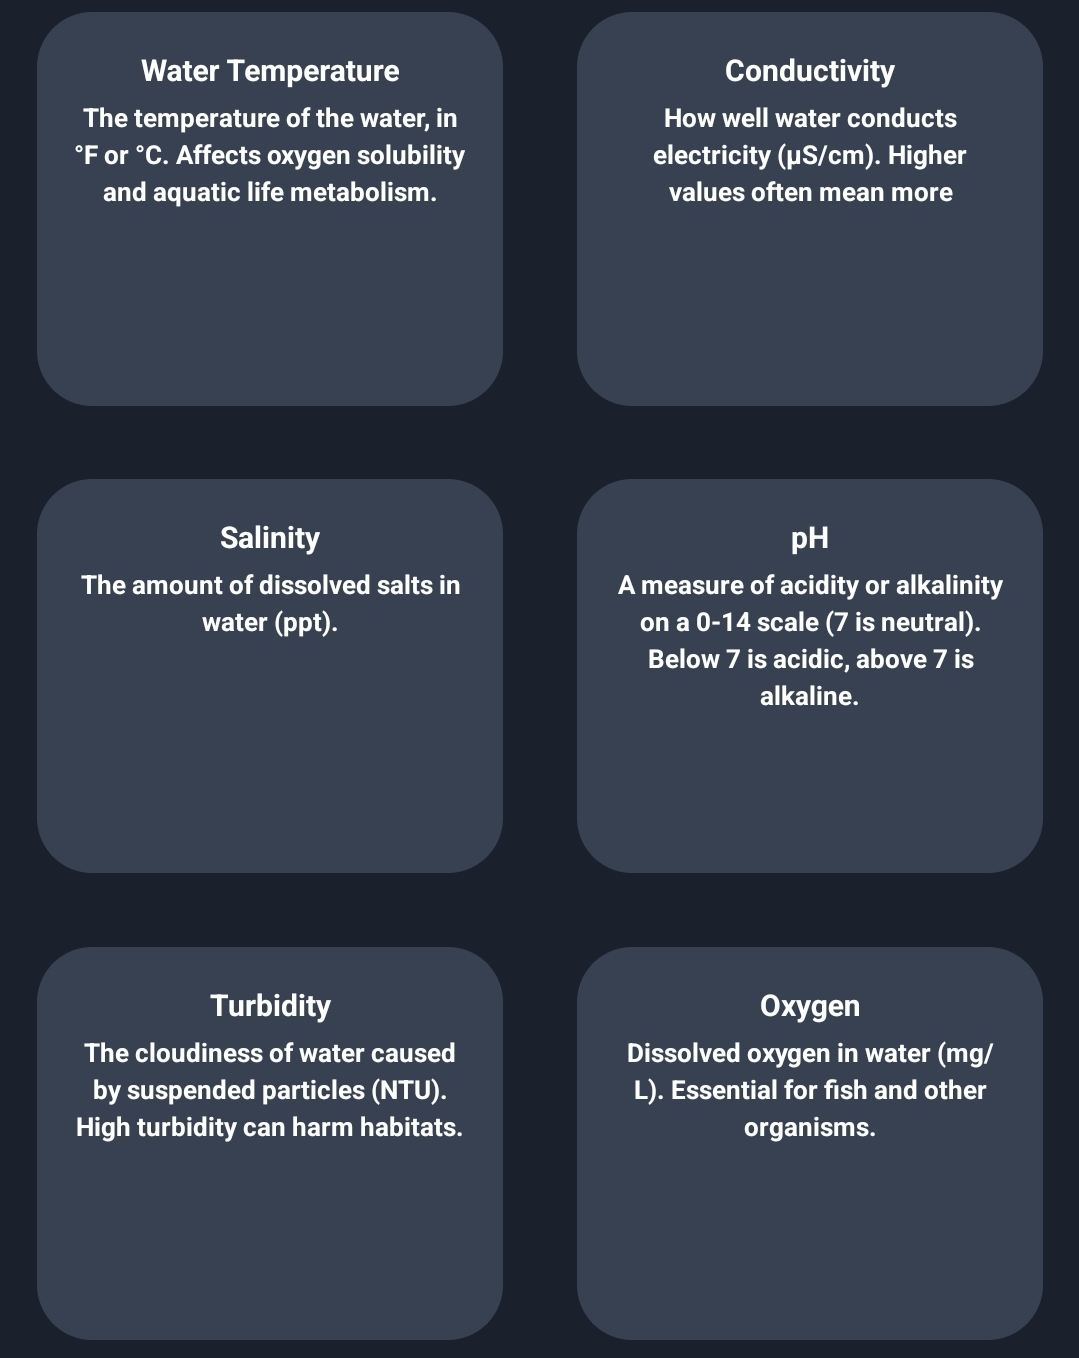 Water Temperature
The temperature of the water, in
°F or °C. Affects oxygen solubility
and aquatic life metabolism.
Conductivity
How well water conducts
electricity (µS/cm). Higher
values often mean more
Salinity
The amount of dissolved salts in
water (ppt).
pH
A measure of acidity or alkalinity
on a 0-14 scale (7 is neutral).
Below 7 is acidic, above 7 is
alkaline.
Turbidity
The cloudiness of water caused
by suspended particles (NTU).
High turbidity can harm habitats.
Oxygen
Dissolved oxygen in water (mg/
L). Essential for fish and other
organisms.